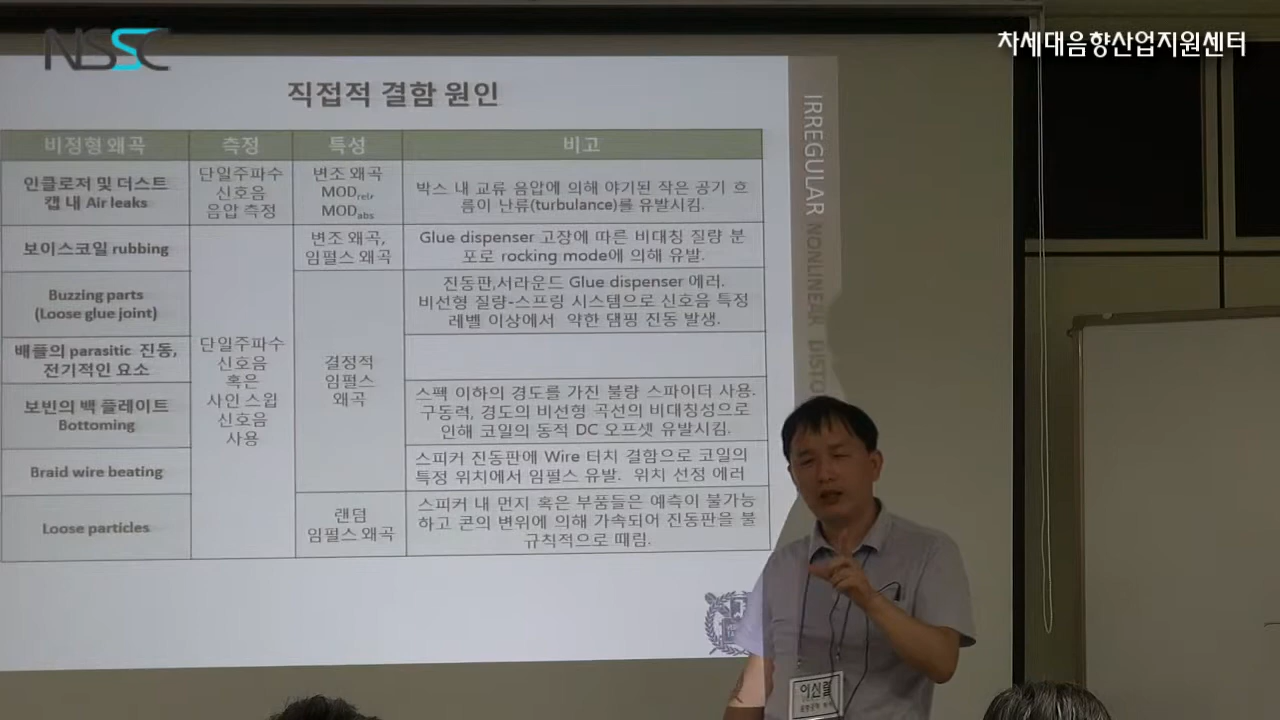 NSSC
차세대음향산업지원센터
직접적 결함 원인
비정형 왜곡 측정 특성 비고
인클로저 및 더스트
캡 내 Air leaks
단일주파수
신호음
음압 측정
변조 왜곡
MODrel,
MODabs
박스 내 교류 음압에 의해 야기된 작은 공기 흐
름이 난류(turbulance)를 유발시킴.
보이스코일 rubbing
변조 왜곡,
임펄스 왜곡
Glue dispenser 고장에 따른 비대칭 질량 분
포로 rocking mode에 의해 유발.
Buzzing parts
(Loose glue joint)
단일주파수
신호음
혹은
사인 스윕
신호음
사용
결정적
임펄스
왜곡
진동판,서라운드 Glue dispenser 에러.
비선형 질량-스프링 시스템으로 신호음 특정
레벨 이상에서 약한 댐핑 진동 발생.
배플의 parasitic 진동,
전기적인 요소
보빈의 백 플레이트
Bottoming
스펙 이하의 경도를 가진 불량 스파이더 사용.
구동력, 경도의 비선형 곡선의 비대칭성으로
인해 코일의 동적 DC 오프셋 유발시킴.
Braid wire beating
스피커 진동판에 Wire 터치 결함으로 코일의
특정 위치에서 임펄스 유발. 위치 선정 에러
Loose particles
랜덤
임펄스 왜곡
스피커 내 먼지 혹은 부품들은 예측이 불가능
하고 콘의 변위에 의해 가속되어 진동판을 불
규칙적으로 때림.
IRREGULAR NONLINEAR DISTO
이신렬